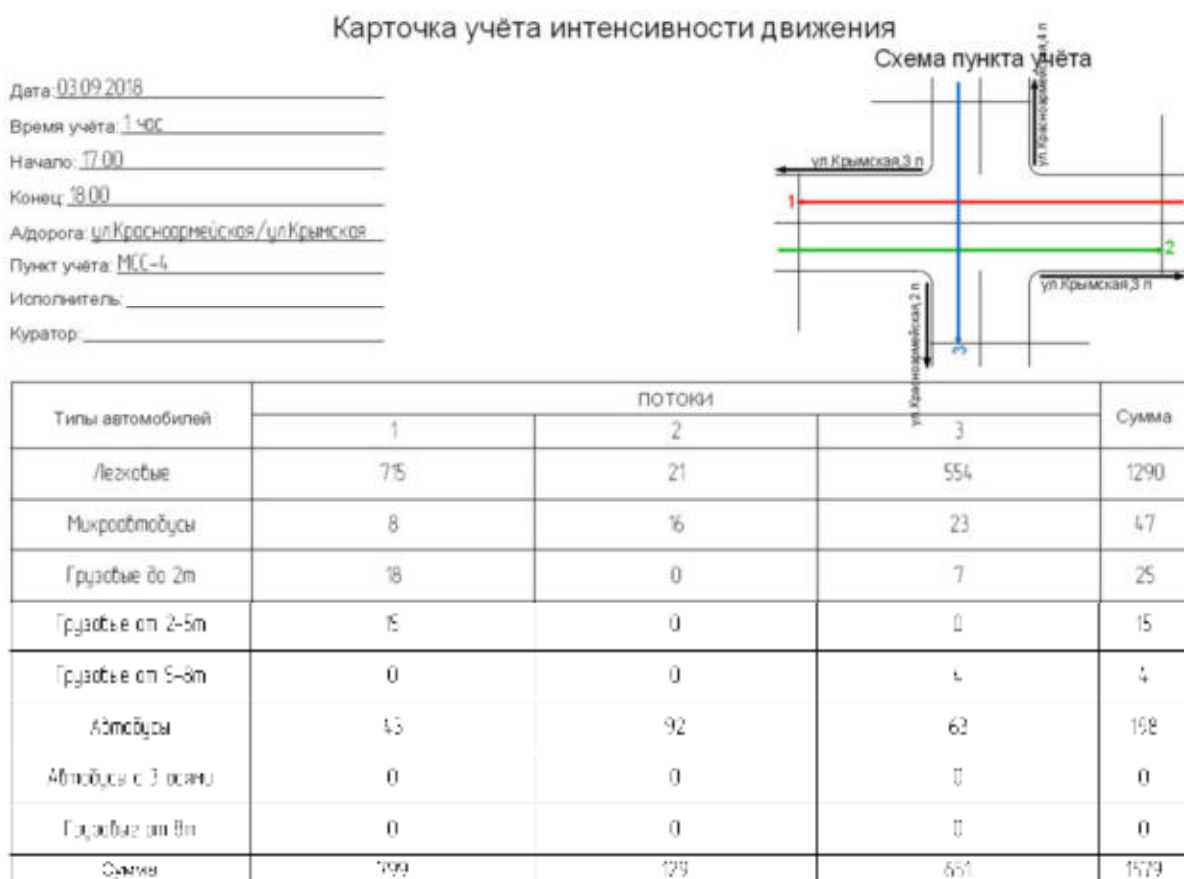 Карточка учёта интенсивности движения
Схема пункта учёта
Дата: 03.09.2018
Время учёта: 1 час
Начало: 17.00
Конец: 18.00
А/дорога: ул.Красноармейская/ул.Крымская
Пункт учёта: МСС-4
Исполнитель:
Куратор:
ул.Красноармейская,4 п
ул.Крымская,3 п
1
2
ул.Крымская,3 п
ул.Красноармейская,2 п
3
Типы автомобилей ПОТОКИ Сумма
1 2 3
Легковые 715 21 554 1290
Микроавтобусы 8 16 23 47
Грузовые до 2т 18 0 7 25
Грузовые от 2-5т 15 0 0 15
Грузовые от 5-8т 0 0 4 4
Автобусы 43 92 63 198
Автобусы с 3 осями 0 0 0 0
Грузовые от 8т 0 0 0 0
Сумма 799 129 651 1579